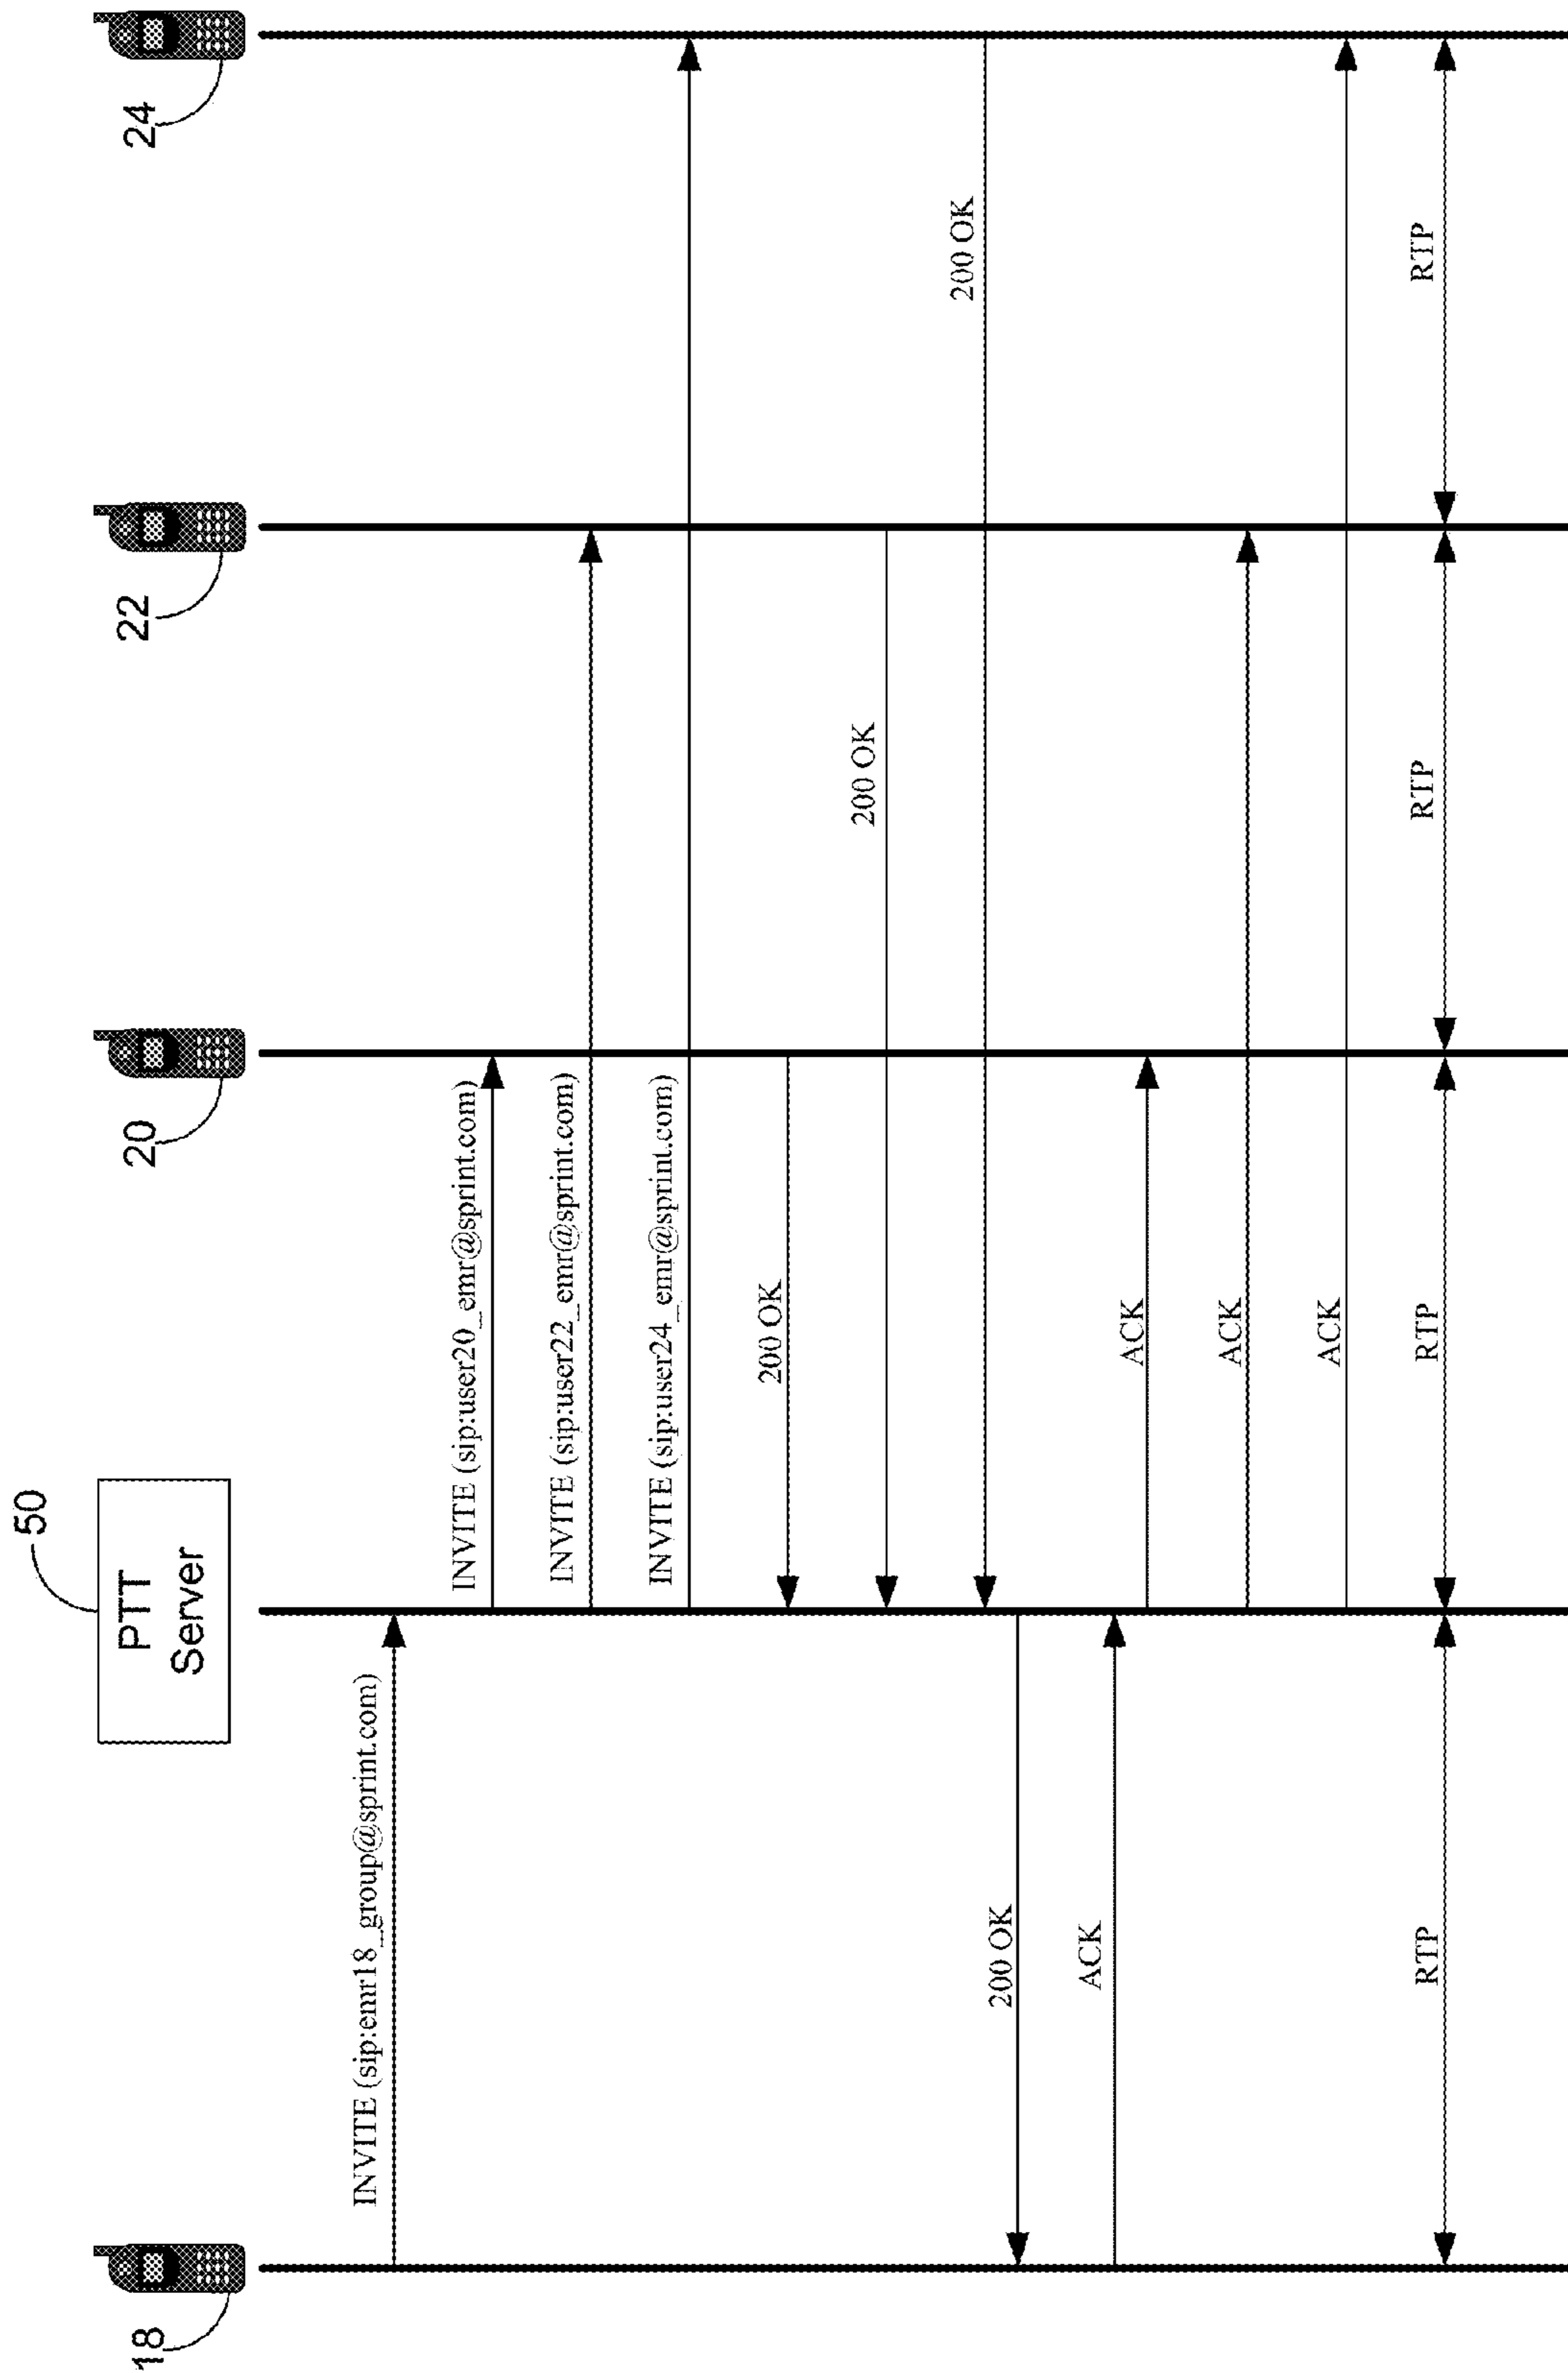 18
50
PTT
Server
20
22
24
INVITE (sip:emr18_group@sprint.com)
INVITE (sip:user20_emr@sprint.com)
INVITE (sip:user22_emr@sprint.com)
INVITE (sip:user24_emr@sprint.com)
200 OK
200 OK
200 OK
200 OK
ACK
ACK
ACK
ACK
RTP
RTP
RTP
RTP